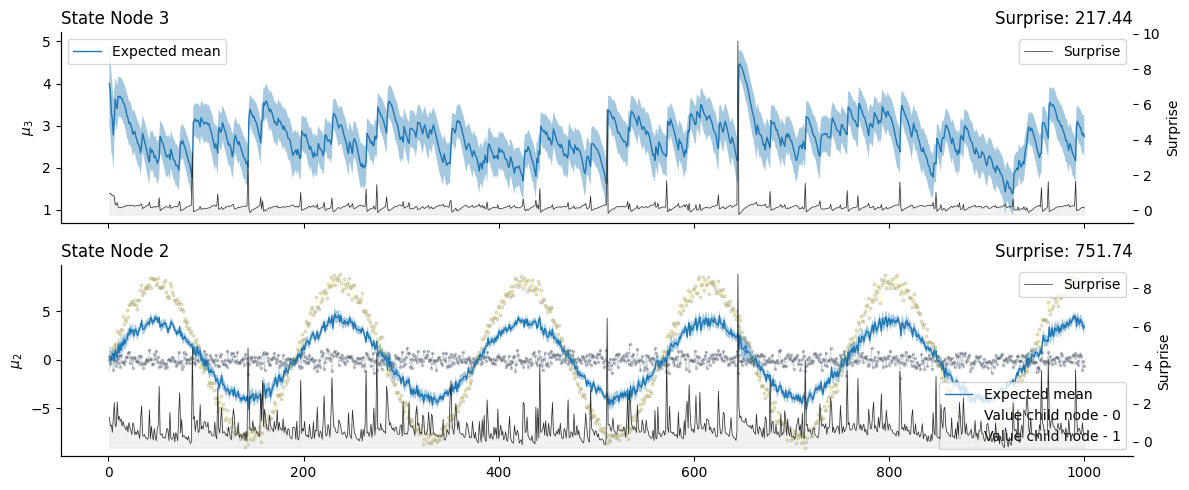 State Node 3
Surprise: 217.44
Expected mean
Surprise
5
4
3
2
1
μ3
10
8
6
4
2
0
Surprise
State Node 2
Surprise: 751.74
Surprise
5
0
−5
μ2
8
6
4
2
0
Surprise
Expected mean
Value child node - 0
Value child node - 1
0
200
400
600
800
1000